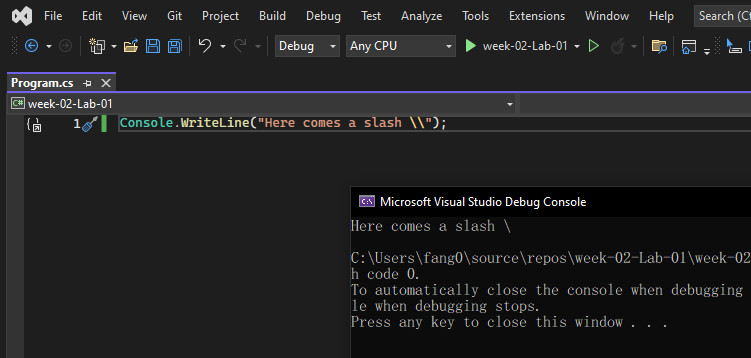 File Edit View Git Project Build Debug Test Analyze Tools Extensions Window Help Search (Ct
Debug Any CPU week-02-Lab-01
Program.cs
C# week-02-Lab-01
1 Console.WriteLine("Here comes a slash \\");
C:\ Microsoft Visual Studio Debug Console
Here comes a slash \
C:\Users\fang0\source\repos\week-02-Lab-01\week-02
h code 0.
To automatically close the console when debugging
le when debugging stops.
Press any key to close this window . . .